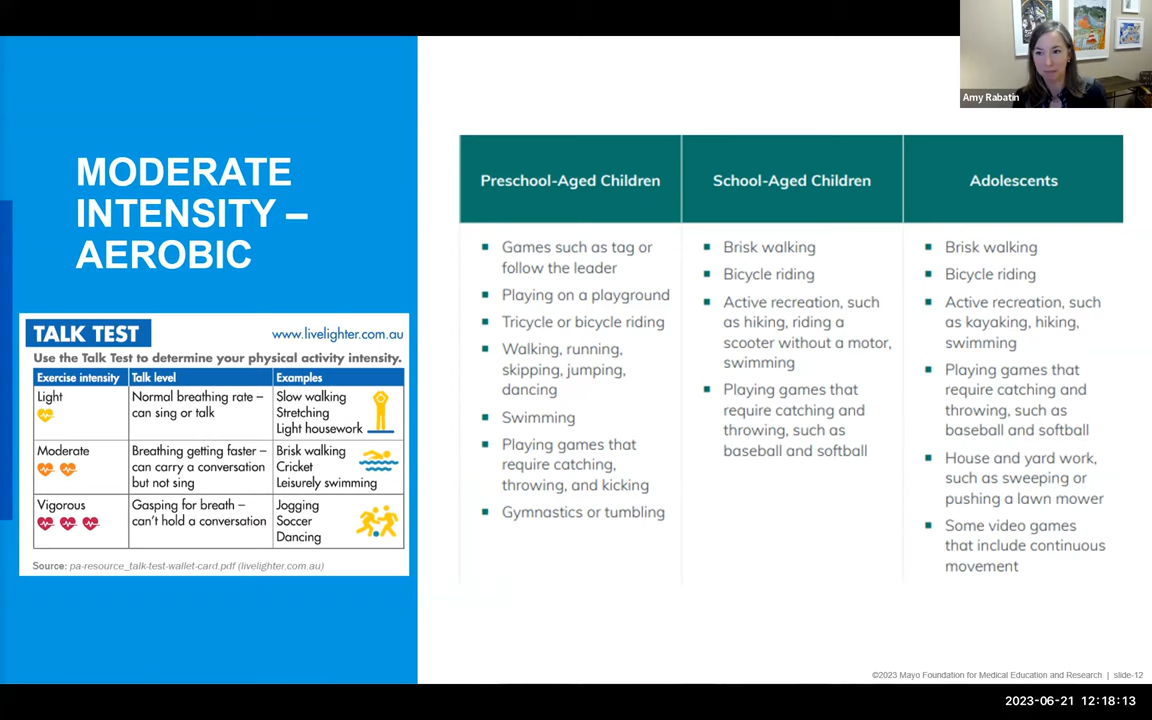 Amy Rabatin
MODERATE
INTENSITY –
AEROBIC
TALK TEST
www.livelighter.com.au
Use the Talk Test to determine your physical activity intensity.
Exercise intensity Talk level Examples
Light
Normal breathing rate –
can sing or talk
Slow walking
Stretching
Light housework
Moderate
Breathing getting faster –
can carry a conversation
but not sing
Brisk walking
Cricket
Leisurely swimming
Vigorous
Gasping for breath –
can't hold a conversation
Jogging
Soccer
Dancing
Source: pa-resource_talk-test-wallet-card.pdf (livelighter.com.au)
Preschool-Aged Children
Games such as tag or
follow the leader
Playing on a playground
Tricycle or bicycle riding
Walking, running,
skipping, jumping,
dancing
Swimming
Playing games that
require catching,
throwing, and kicking
Gymnastics or tumbling
School-Aged Children
Brisk walking
Bicycle riding
Active recreation, such
as hiking, riding a
scooter without a motor,
swimming
Playing games that
require catching and
throwing, such as
baseball and softball
Adolescents
Brisk walking
Bicycle riding
Active recreation, such
as kayaking, hiking,
swimming
Playing games that
require catching and
throwing, such as
baseball and softball
House and yard work,
such as sweeping or
pushing a lawn mower
Some video games
that include continuous
movement
©2023 Mayo Foundation for Medical Education and Research | slide-12
2023-06-21 12:18:13